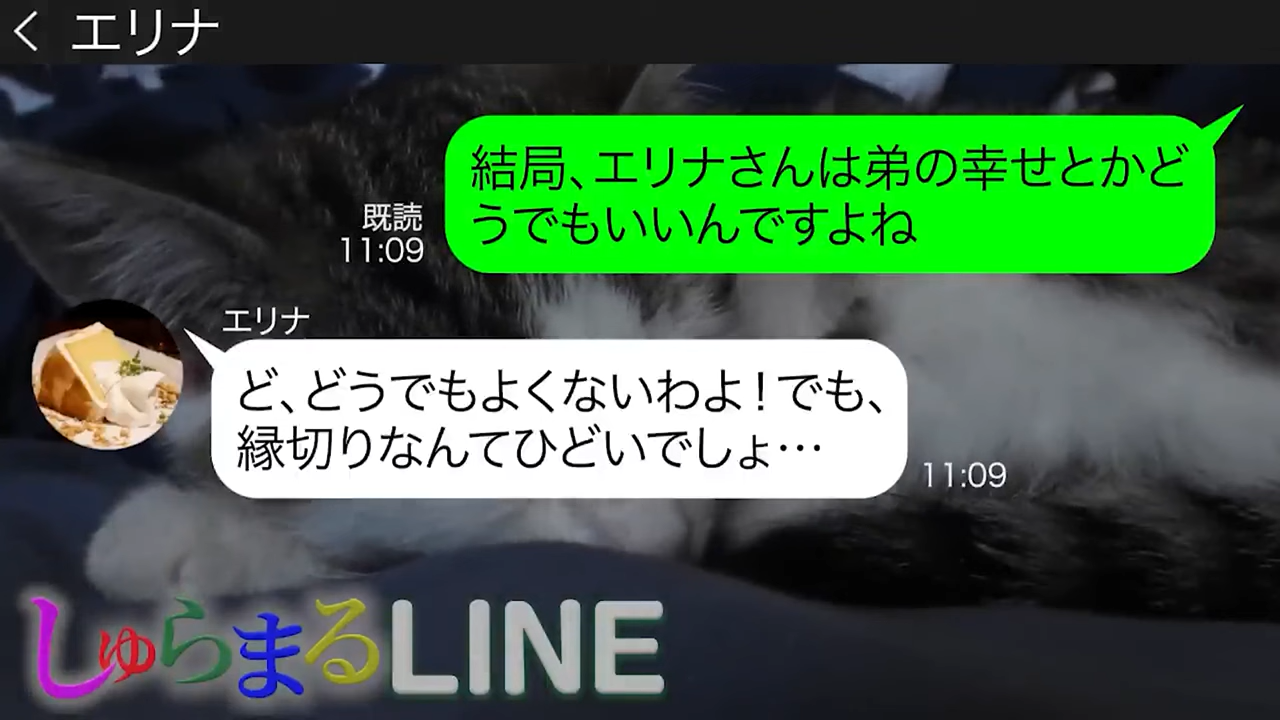 エリナ
結局、エリナさんは弟の幸せとかど
うでもいいんですよね
既読
11:09
エリナ
ど、どうでもよくないわよ！でも、
縁切りなんてひどいでしょ…
11:09
しゅらまるLINE